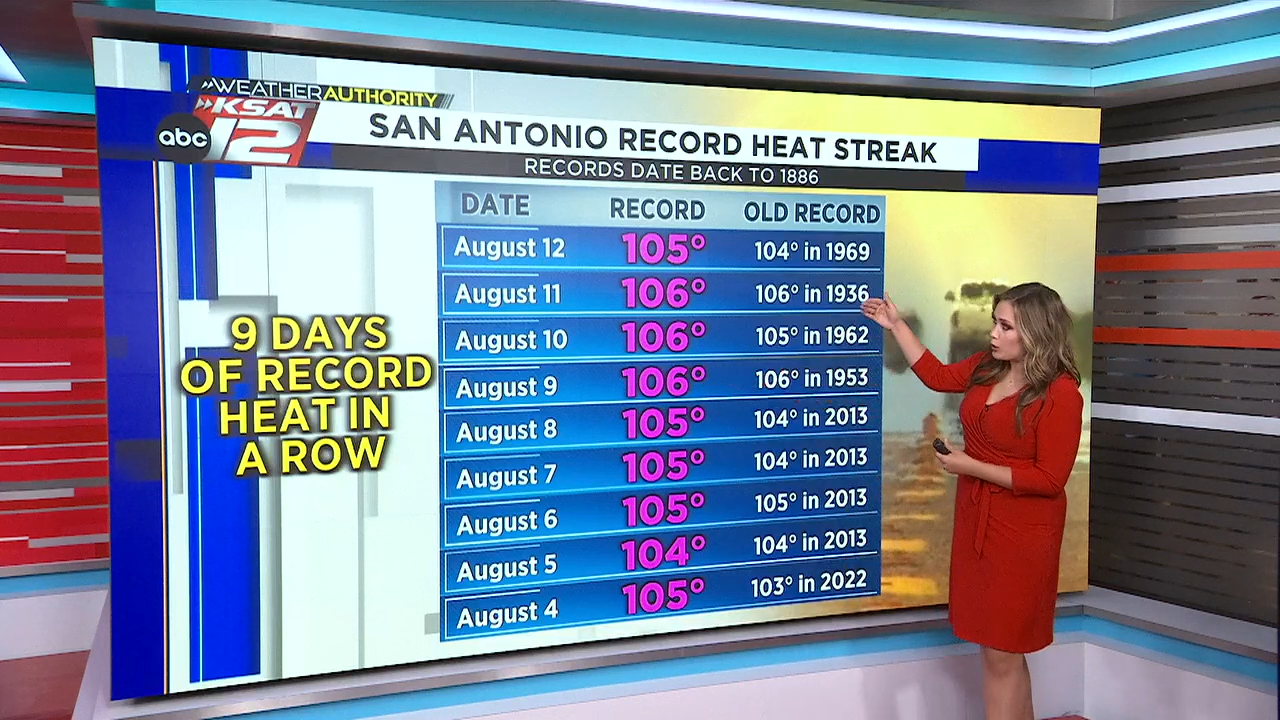 WEATHER AUTHORITY
KSAT
abc 12
SAN ANTONIO RECORD HEAT STREAK
RECORDS DATE BACK TO 1886
DATE RECORD OLD RECORD
August 12 105° 104° in 1969
August 11 106° 106° in 1936
August 10 106° 105° in 1962
August 9 106° 106° in 1953
August 8 105° 104° in 2013
August 7 105° 104° in 2013
August 6 105° 105° in 2013
August 5 104° 104° in 2013
August 4 105° 103° in 2022
9 DAYS
OF RECORD
HEAT IN
A ROW